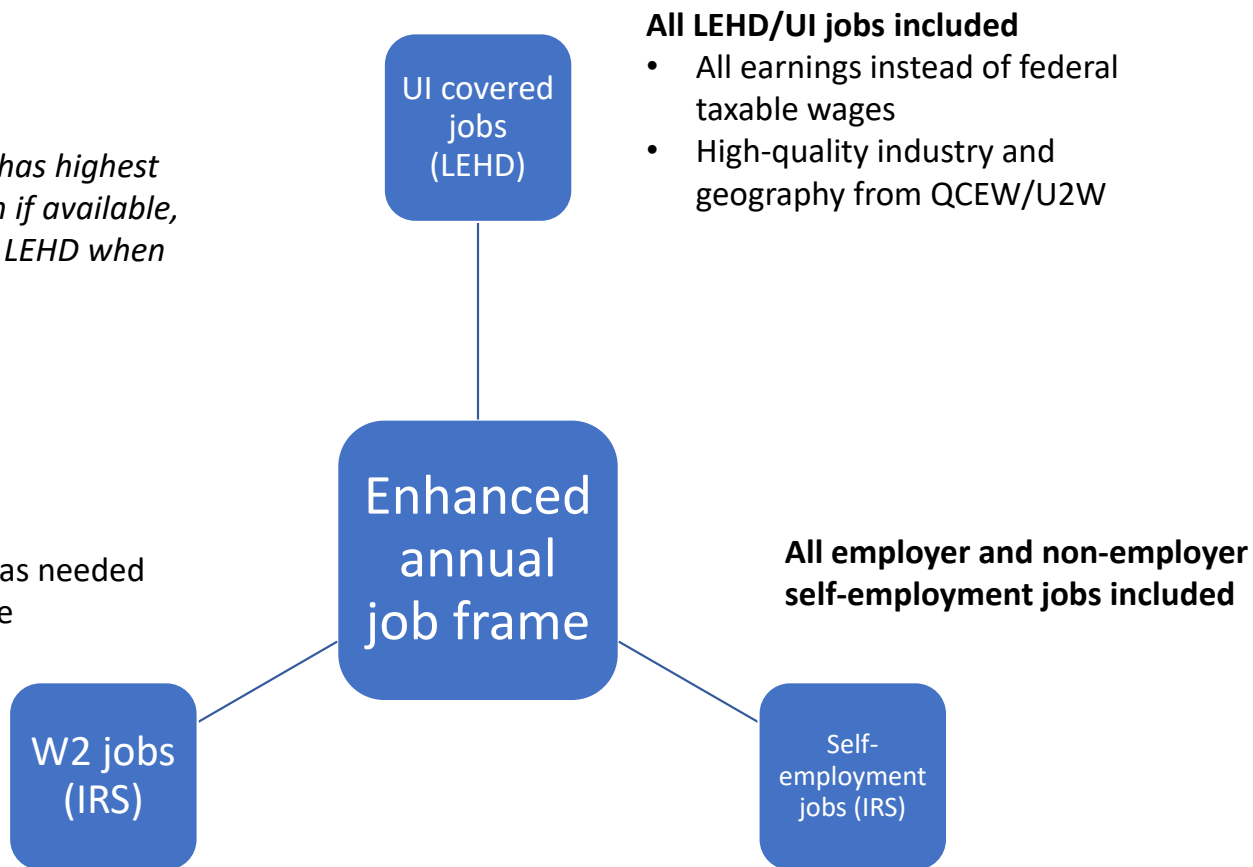 All LEHD/UI jobs included
• All earnings instead of federal
taxable wages
• High-quality industry and
geography from QCEW/U2W
UI covered
jobs
(LEHD)
has highest
if available,
LEHD when
Enhanced
annual
job frame
All employer and non-employer
self-employment jobs included
as needed
W2 jobs
(IRS)
Self-
employment
jobs (IRS)